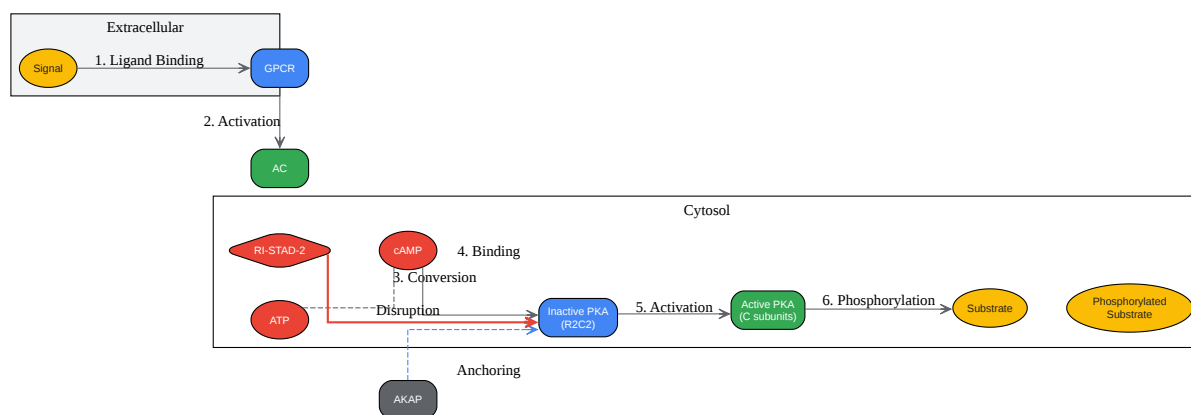 Extracellular
Signal
1. Ligand Binding
GPCR
2. Activation
AC
Cytosol
RI-STAD-2
cAMP
4. Binding
3. Conversion
ATP
Disruption
Inactive PKA
(R2C2)
5. Activation
Active PKA
(C subunits)
6. Phosphorylation
Substrate
Phosphorylated
Substrate
Anchoring
AKAP